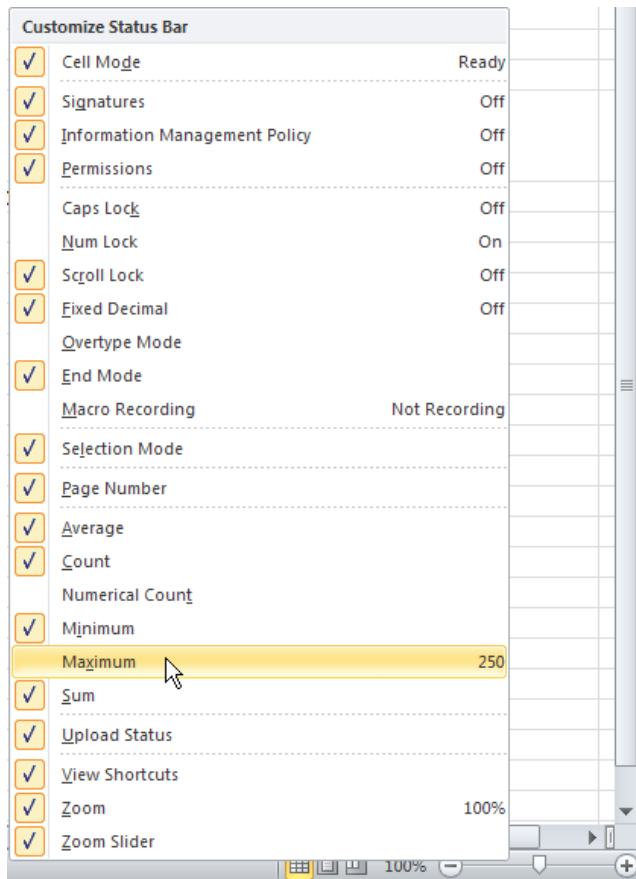 Customize Status Bar
Cell Mode Ready
Signatures Off
Information Management Policy Off
Permissions Off
Caps Lock Off
Num Lock On
Scroll Lock Off
Fixed Decimal Off
Overtype Mode
End Mode
Macro Recording Not Recording
Selection Mode
Page Number
Average
Count
Numerical Count
Minimum
Maximum 250
Sum
Upload Status
View Shortcuts
Zoom 100%
Zoom Slider
100%